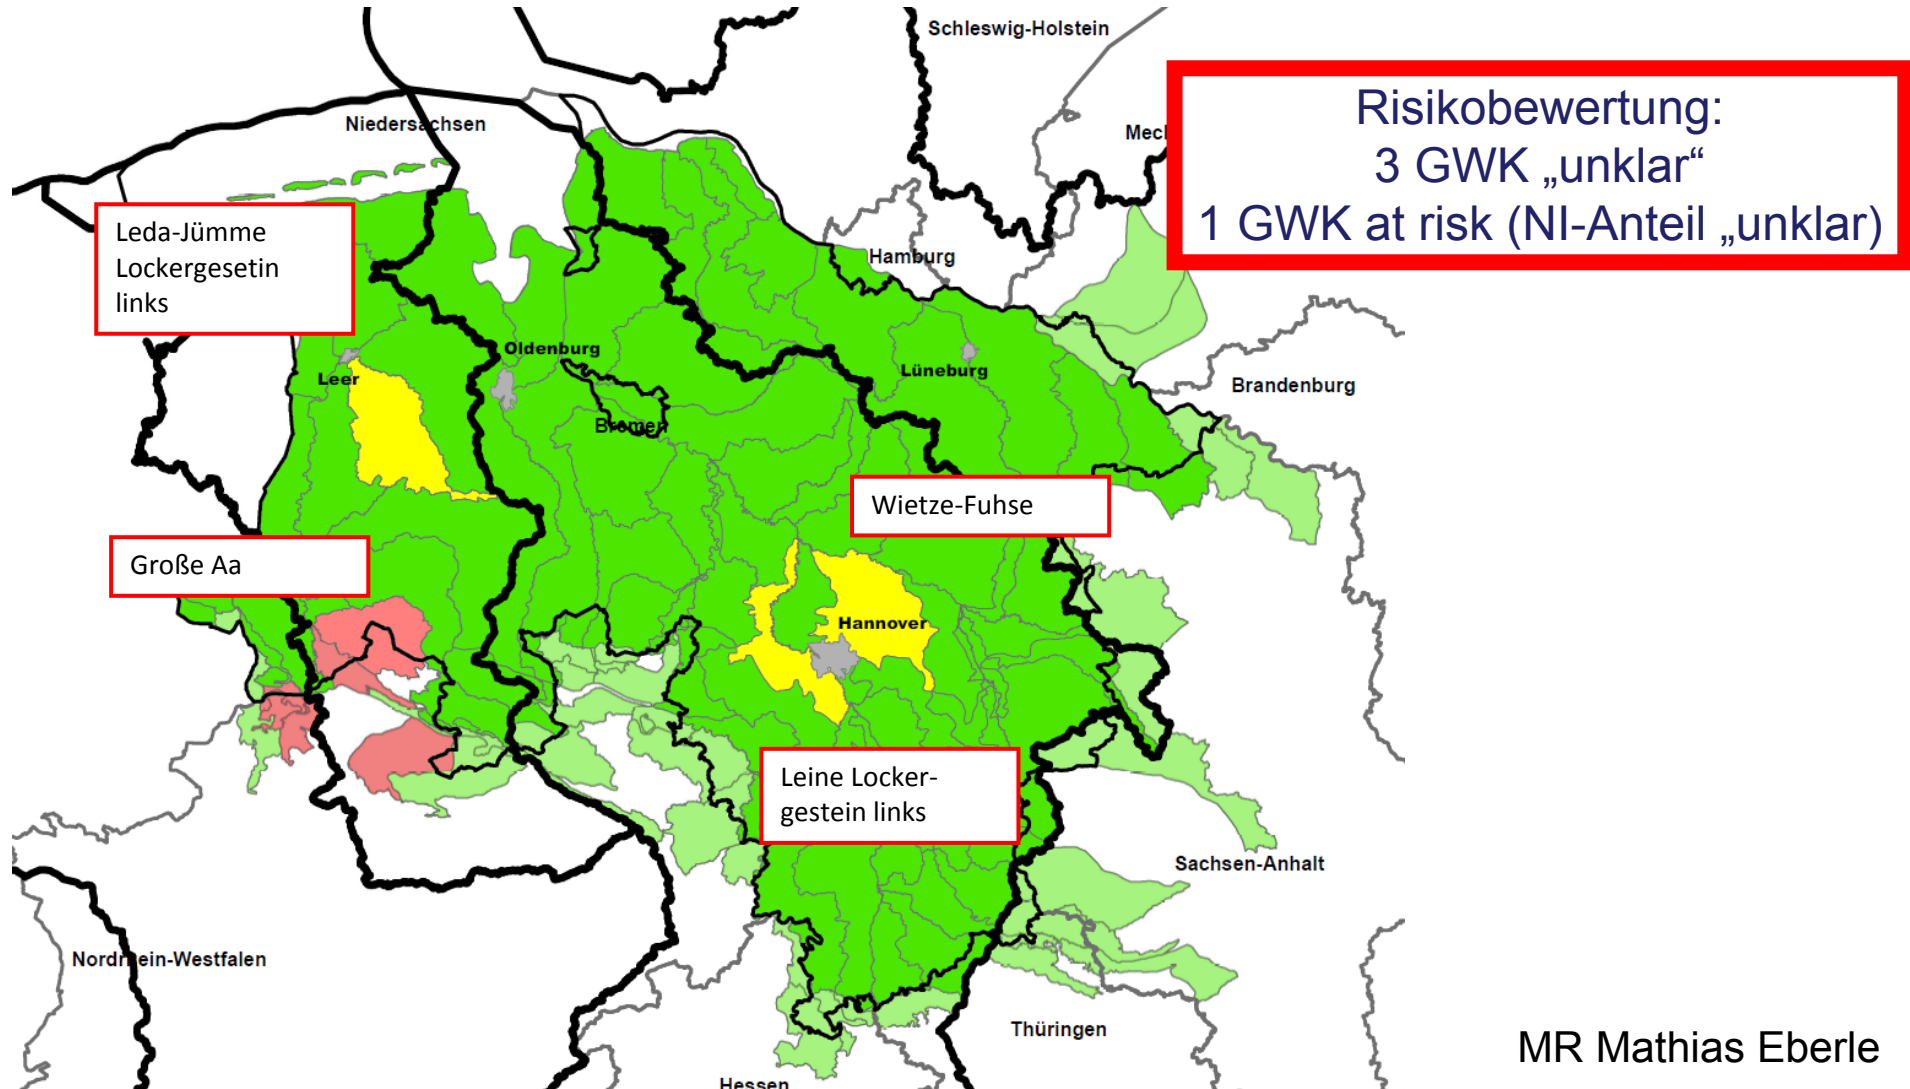 Schleswig-Holstein
Niedersachsen
Meck
Risikobewertung:
3 GWK „unklar“
1 GWK at risk (NI-Anteil „unklar)
Leda-Jümme
Lockergesetin
links
Hamburg
Oldenburg
Leer
Lüneburg
Brandenburg
Bremen
Wietze-Fuhse
Große Aa
Hannover
Leine Locker-
gestein links
Sachsen-Anhalt
Nordrhein-Westfalen
Thüringen
Hessen
MR Mathias Eberle